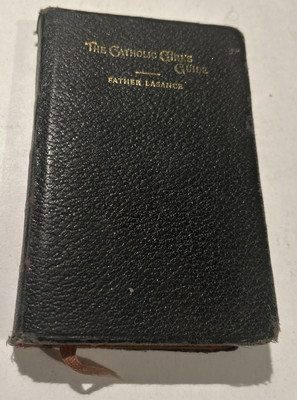 THE CATHOLIC GIRL'S
GUIDE
FATHER LASANCE